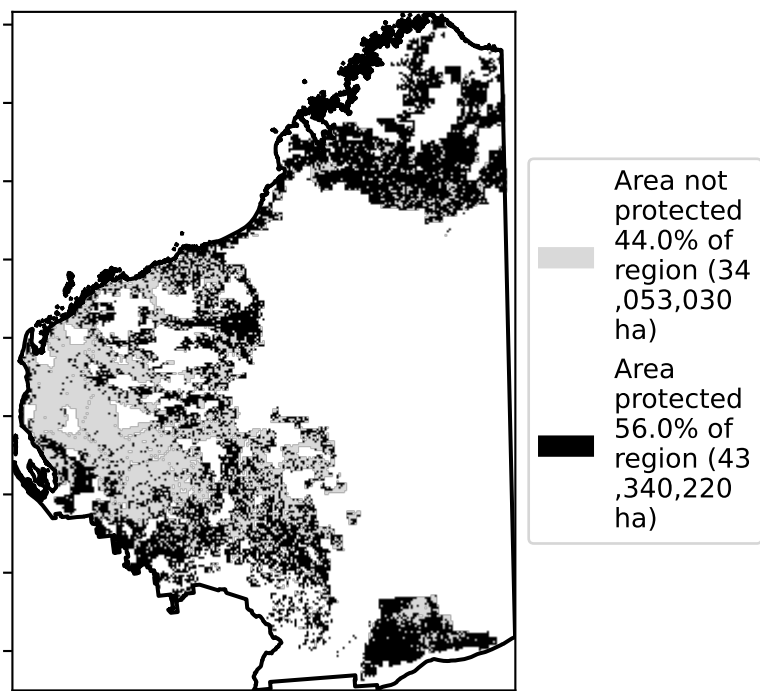 Area not
protected
44.0% of
region (34
,053,030
ha)
Area
protected
56.0% of
region (43
,340,220
ha)